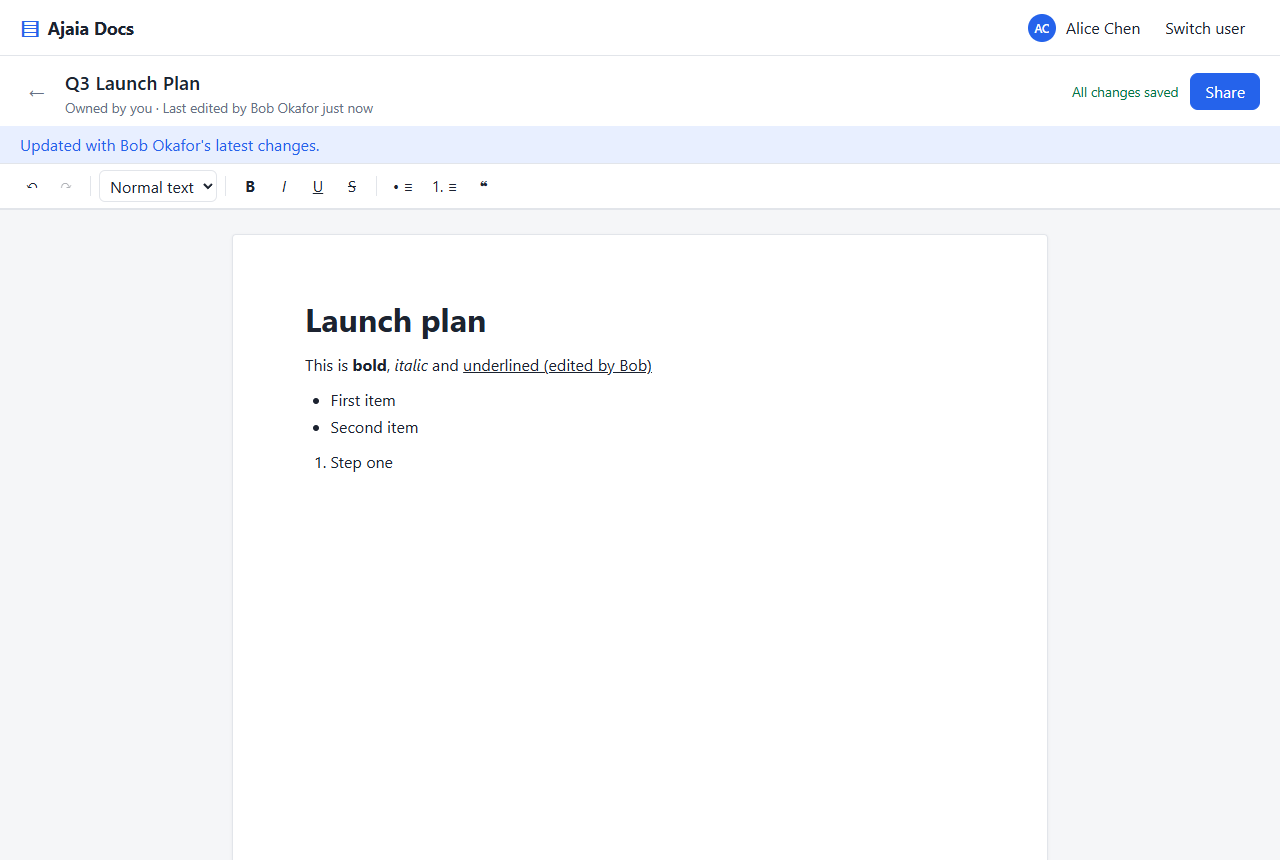 Ajaia Docs
AC Alice Chen Switch user
← Q3 Launch Plan
Owned by you · Last edited by Bob Okafor just now
All changes saved Share
Updated with Bob Okafor's latest changes.
Normal text B I U S • ≡ 1. ≡ ❝
Launch plan
This is bold, italic and underlined (edited by Bob)
• First item
• Second item
1. Step one